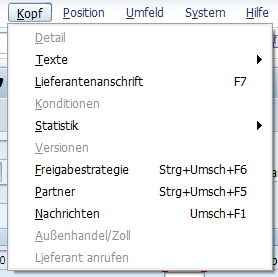 Kopf Position Umfeld System Hilfe
Detail
Texte
Lieferantenanschrift F7
Konditionen
Statistik
Versionen
Freigabestrategie Strg+Umsch+F6
Partner Strg+Umsch+F5
Nachrichten Umsch+F1
Außenhandel/Zoll
Lieferant anrufen